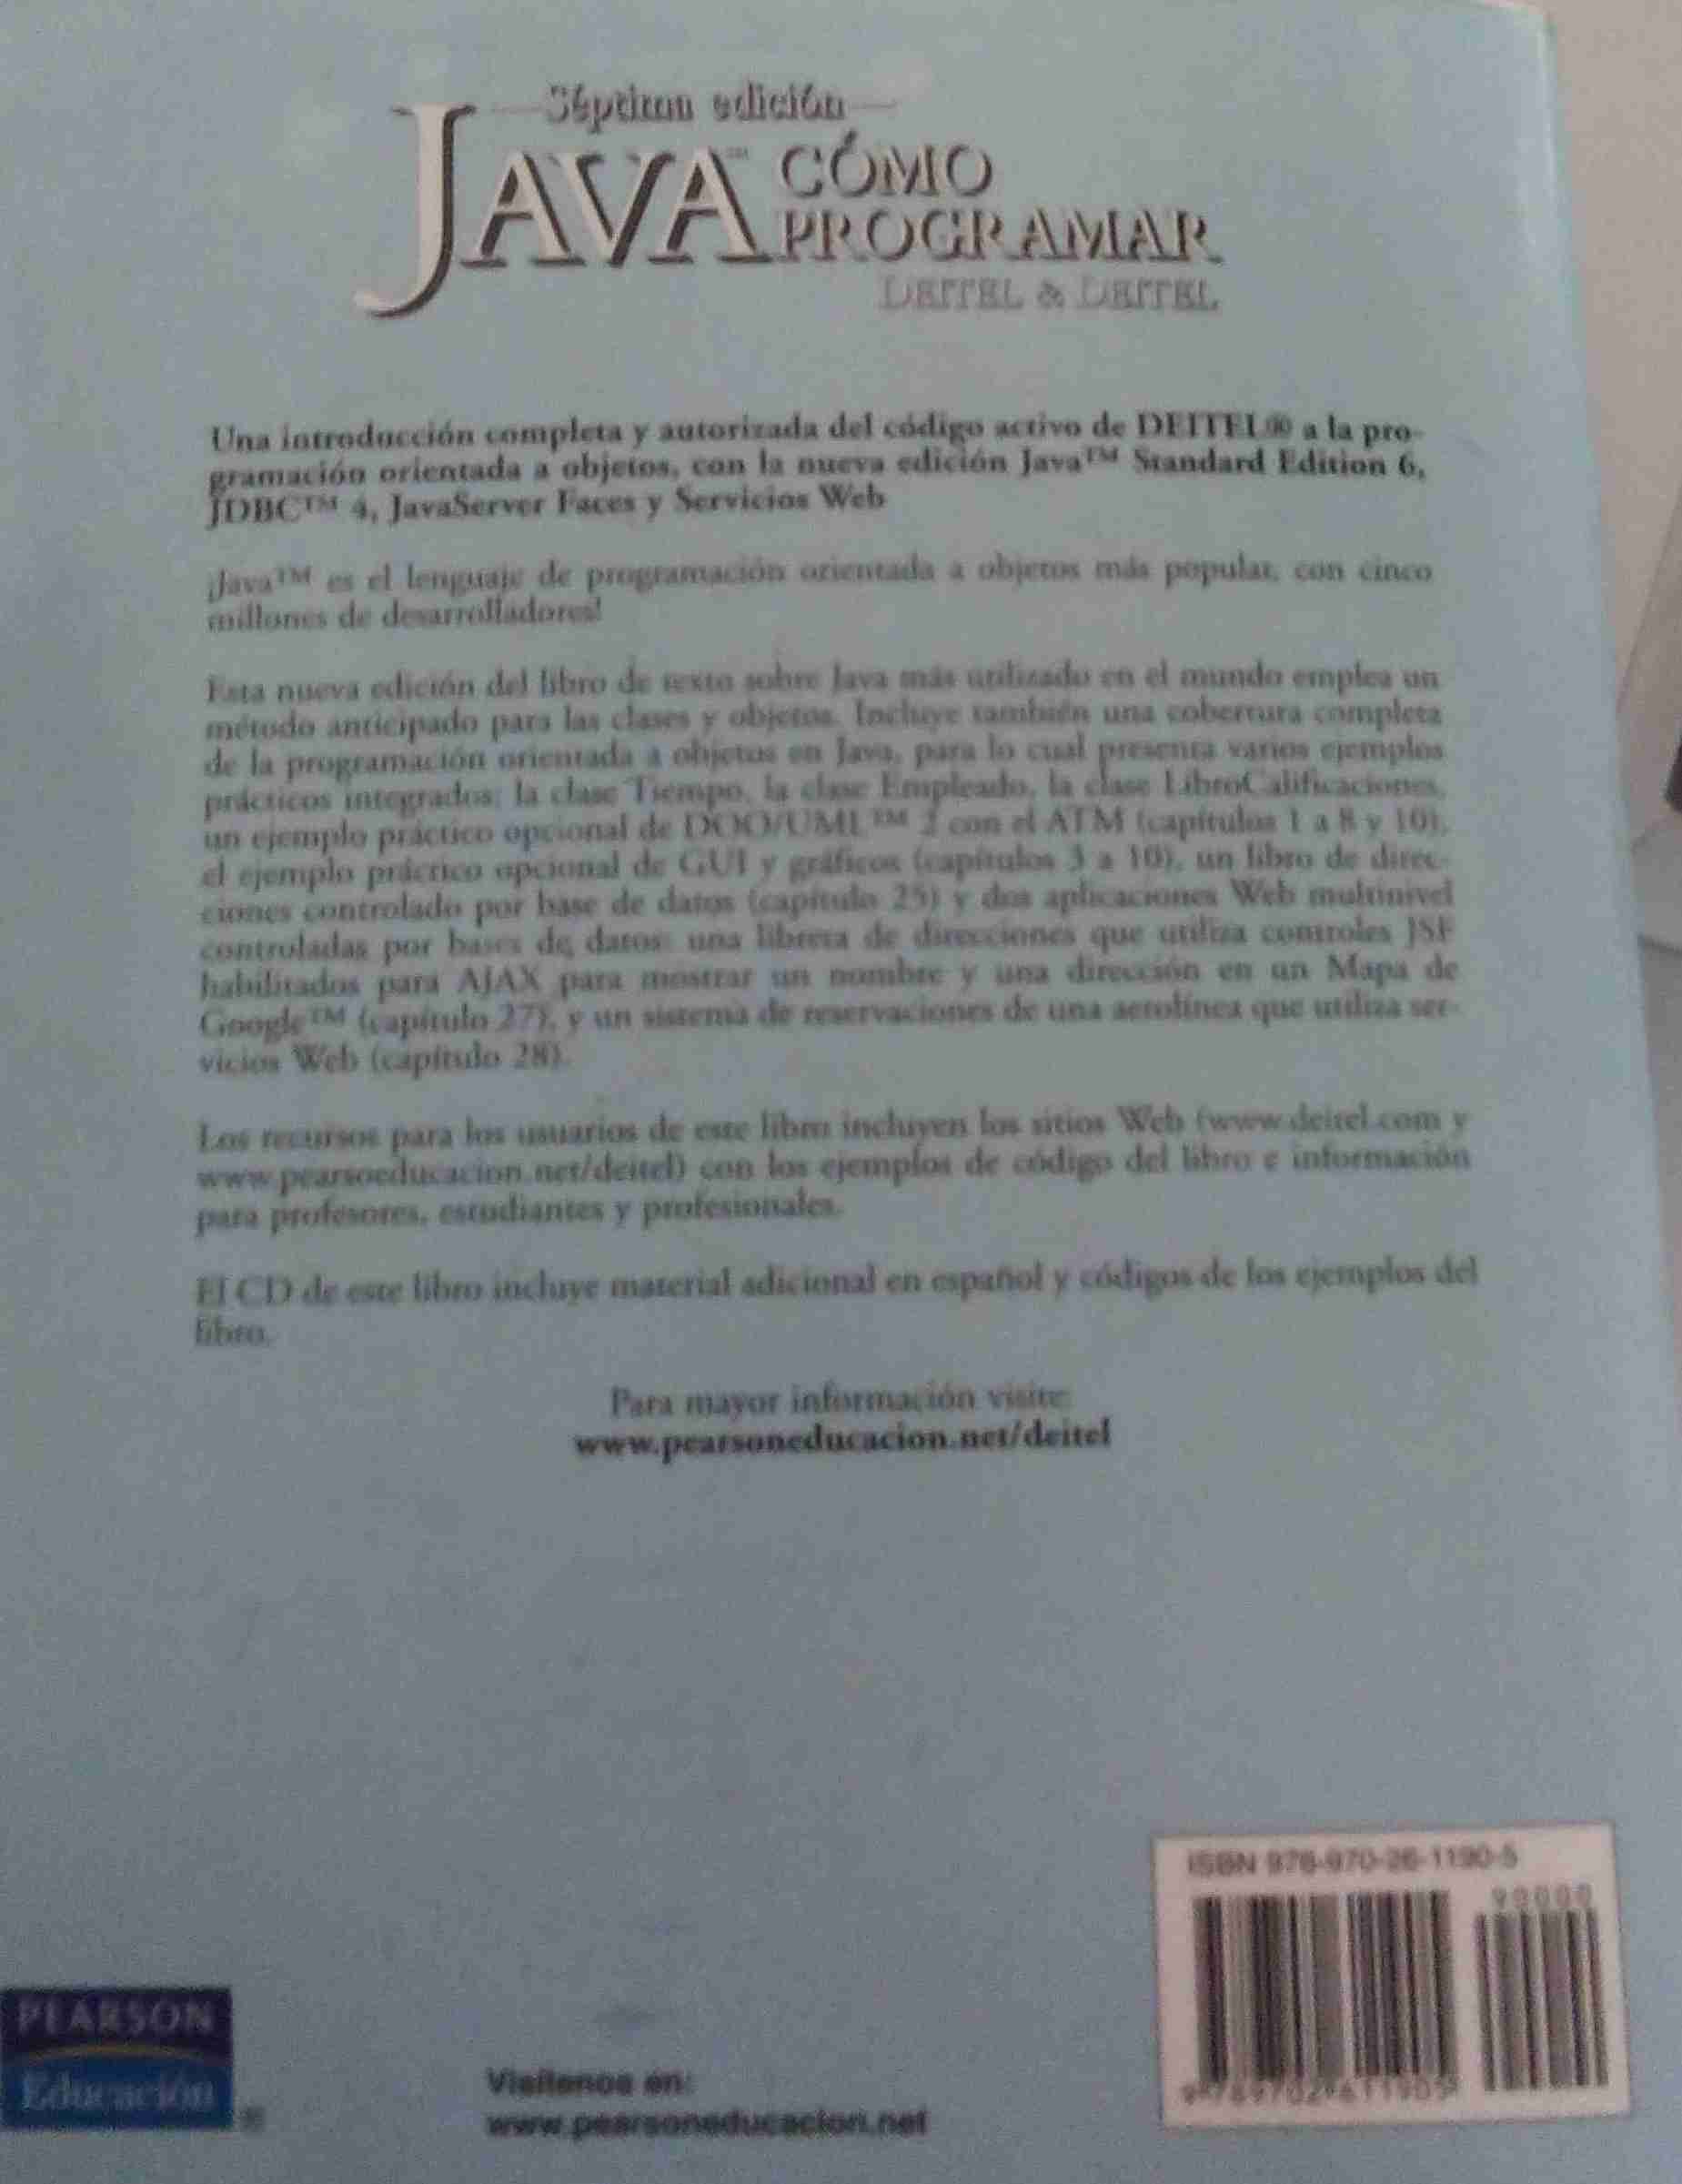 Séptima edición
JAVA™ CÓMO
PROGRAMAR
DEITEL & DEITEL
Una introducción completa y autorizada del código activo de DEITEL® a la pro-
gramación orientada a objetos, con la nueva edición Java™ Standard Edition 6,
JDBC™ 4, JavaServer Faces y Servicios Web
¡Java™ es el lenguaje de programación orientada a objetos más popular, con cinco
millones de desarrolladores!
Esta nueva edición del libro de texto sobre Java más utilizado en el mundo emplea un
método anticipado para las clases y objetos. Incluye también una cobertura completa
de la programación orientada a objetos en Java, para lo cual presenta varios ejemplos
prácticos integrados: la clase Tiempo, la clase Empleado, la clase LibroCalificaciones,
un ejemplo práctico opcional de DOO/UML™ 2 con el ATM (capítulos 1 a 8 y 10),
el ejemplo práctico opcional de GUI y gráficos (capítulos 3 a 10), un libro de direc-
ciones controlado por base de datos (capítulo 25) y dos aplicaciones Web multinivel
controladas por bases de datos: una libreta de direcciones que utiliza controles JSF
habilitados para AJAX para mostrar un nombre y una dirección en un Mapa de
Google™ (capítulo 27), y un sistema de reservaciones de una aerolínea que utiliza ser-
vicios Web (capítulo 28).
Los recursos para los usuarios de este libro incluyen los sitios Web (www.deitel.com y
www.pearsoeducacion.net/deitel) con los ejemplos de código del libro e información
para profesores, estudiantes y profesionales.
El CD de este libro incluye material adicional en español y códigos de los ejemplos del
libro.
Para mayor información visite:
www.pearsoneducacion.net/deitel
ISBN 978-970-26-1190-5
90000
9 789702 611905
PEARSON
Educación
®
Visítenos en:
www.pearsoneducacion.net